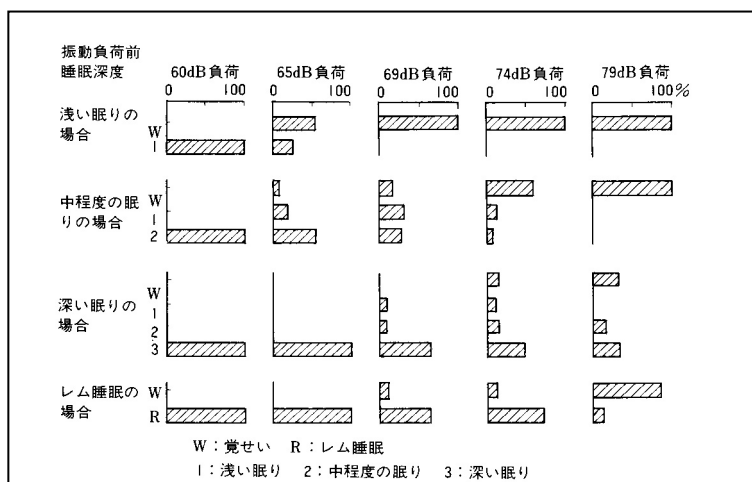 振動負荷前
睡眠深度
60dB負荷 65dB負荷 69dB負荷 74dB負荷 79dB負荷
100 100 0 100 0 100 100 %
浅い眠りの
場合
W
1
中程度の眠
りの場合
W
1
2
深い眠りの
場合
W
1
2
3
レム睡眠の
場合
W
R
W:覚せい R:レム睡眠
1:浅い眠り 2:中程度の眠り 3:深い眠り